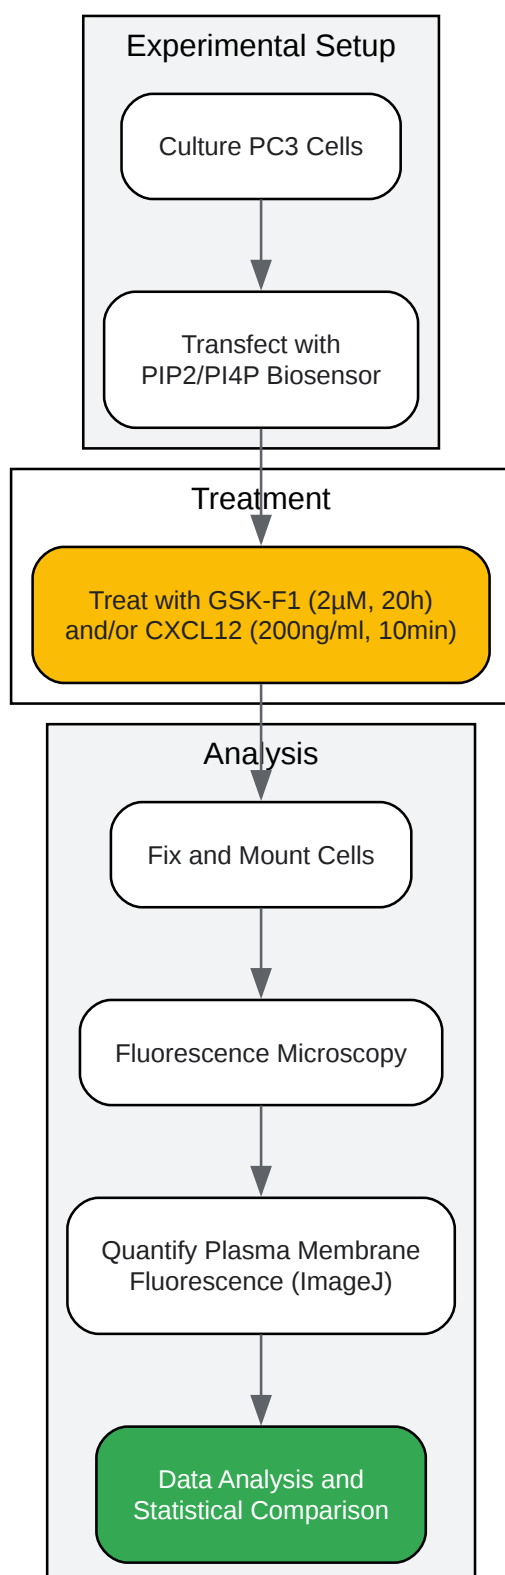 Experimental Setup
Culture PC3 Cells
Transfect with
PIP2/PI4P Biosensor
Treatment
Treat with GSK-F1 (2µM, 20h)
and/or CXCL12 (200ng/ml, 10min)
Analysis
Fix and Mount Cells
Fluorescence Microscopy
Quantify Plasma Membrane
Fluorescence (ImageJ)
Data Analysis and
Statistical Comparison